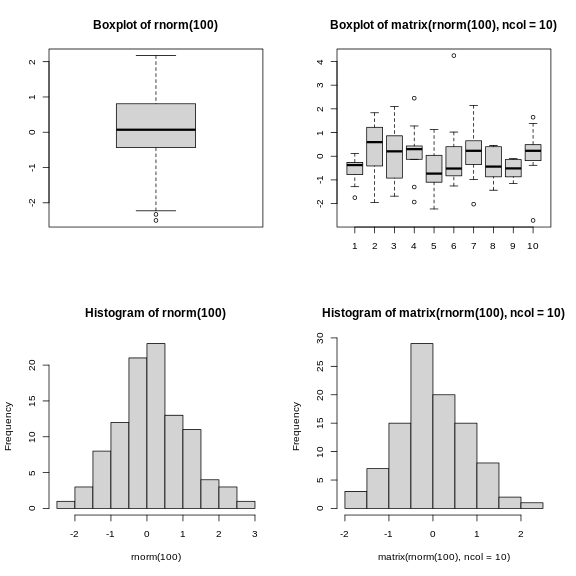 Boxplot of rnorm(100)
2
1
0
-1
-2
Boxplot of matrix(rnorm(100), ncol = 10)
4
3
2
1
0
-1
-2
1 2 3 4 5 6 7 8 9 10
Histogram of rnorm(100)
Frequency
20
15
10
5
0
-2 -1 0 1 2 3
rnorm(100)
Histogram of matrix(rnorm(100), ncol = 10)
Frequency
30
25
20
15
10
5
0
-2 -1 0 1 2
matrix(rnorm(100), ncol = 10)